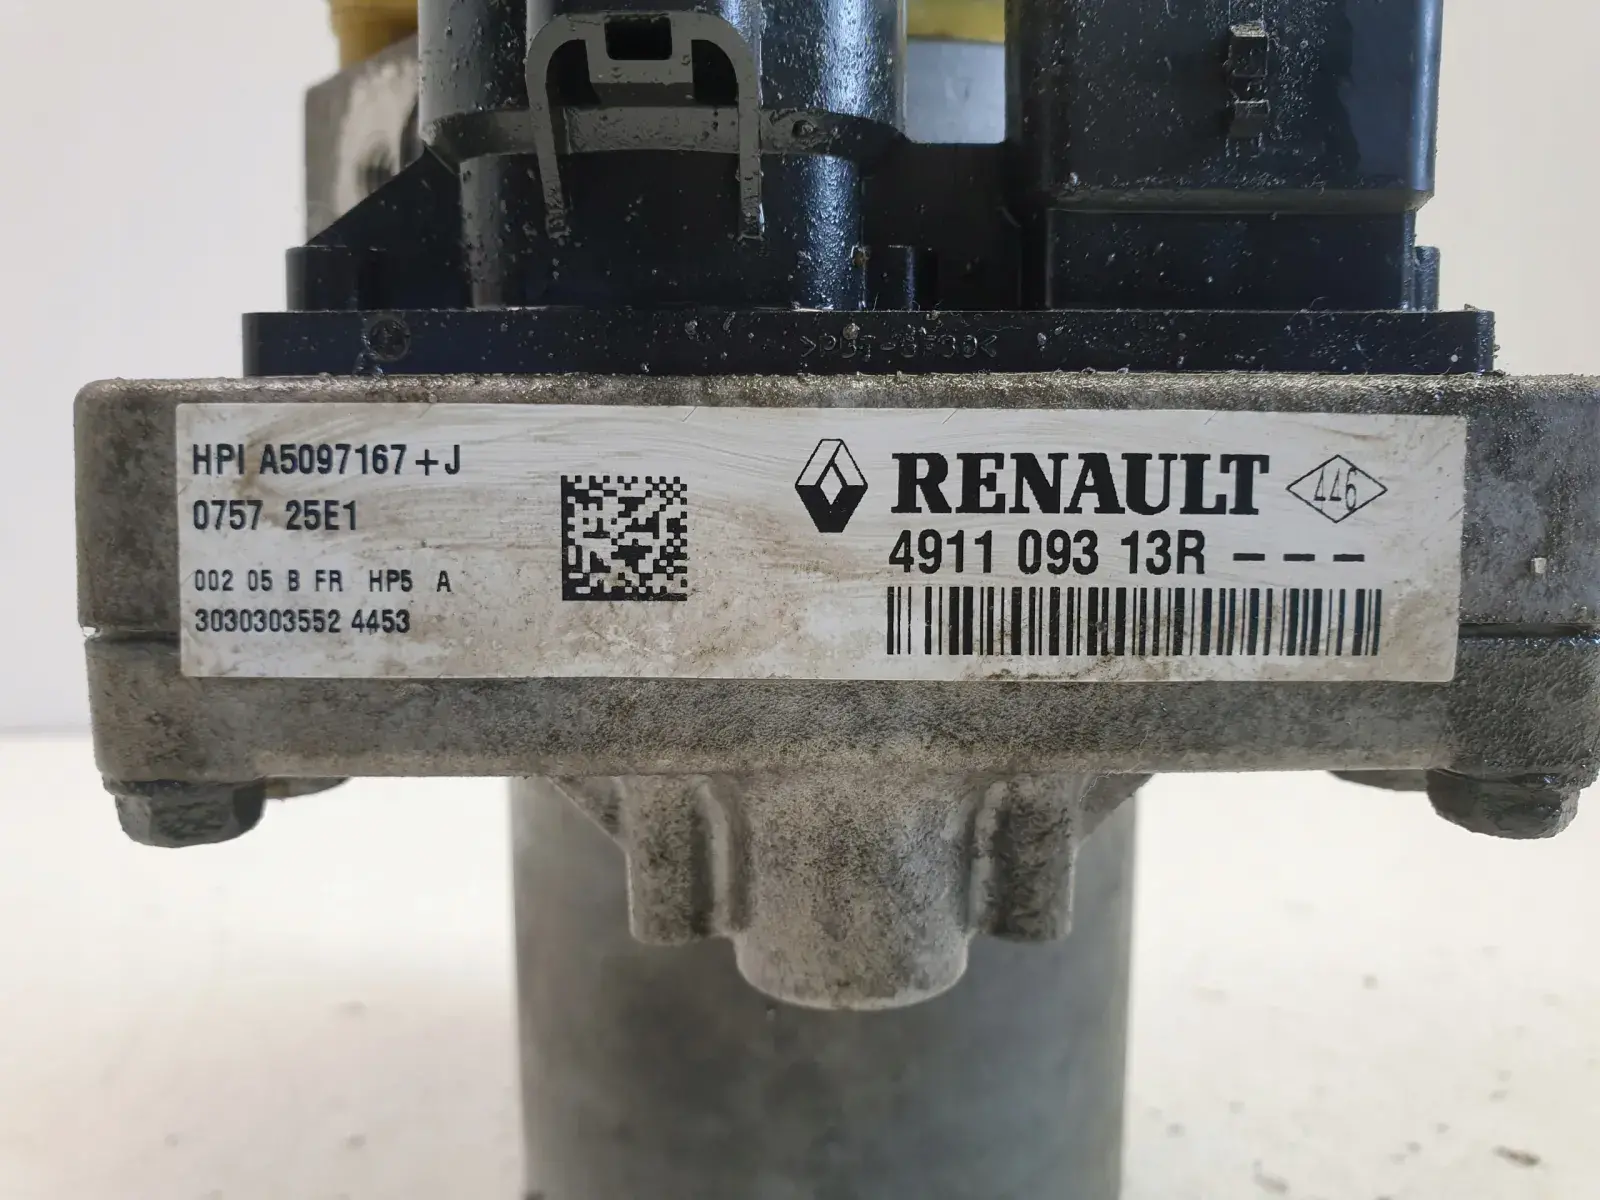 HPI A5097167+J
0757 25E1
002 05 B FR HP5 A
3030303552 4453
RENAULT 446
4911 093 13R ---